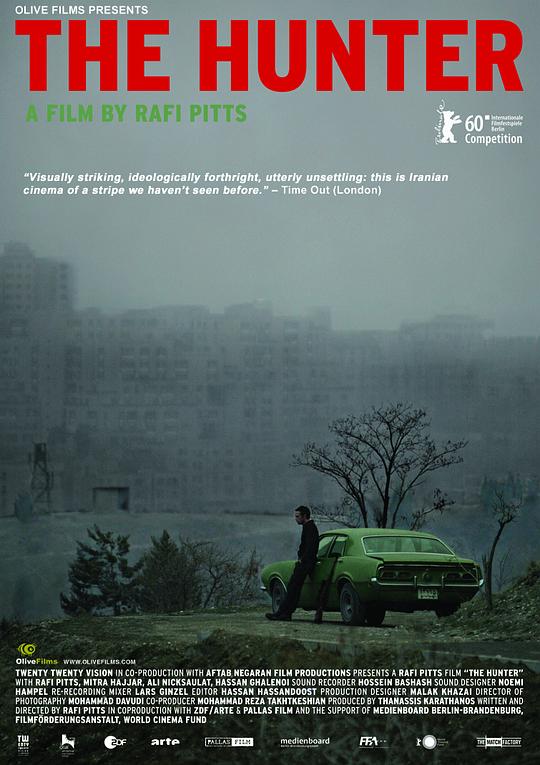 OLIVE FILMS PRESENTS
THE HUNTER
A FILM BY RAFI PITTS
Berlinale
60 Internationale
Filmfestspiele
Berlin
Competition
“Visually striking, ideologically forthright, utterly unsettling: this is Iranian
cinema of a stripe we haven’t seen before.” – Time Out (London)
OliveFilms WWW.OLIVEFILMS.COM
TWENTY TWENTY VISION IN CO-PRODUCTION WITH AFTAB NEGARAN FILM PRODUCTIONS PRESENTS A RAFI PITTS FILM “THE HUNTER”
WITH RAFI PITTS, MITRA HAJJAR, ALI NICKSAULAT, HASSAN GHALENOI SOUND RECORDER HOSSEIN BASHASH SOUND DESIGNER NOEMI
HAMPEL RE-RECORDING MIXER LARS GINZEL EDITOR HASSAN HASSANDOOST PRODUCTION DESIGNER MALAK KHAZAI DIRECTOR OF
PHOTOGRAPHY MOHAMMAD DAVUDI CO-PRODUCER MOHAMMAD REZA TAKHTKESHIAN PRODUCED BY THANASSIS KARATHANOS WRITTEN AND
DIRECTED BY RAFI PITTS IN COPRODUCTION WITH ZDF/ARTE & PALLAS FILM AND THE SUPPORT OF MEDIENBOARD BERLIN-BRANDENBURG,
FILMFÖRDERUNGSANSTALT, WORLD CINEMA FUND
ZDF arte PALLAS FILM medienboard FFA THE MATCH FACTORY